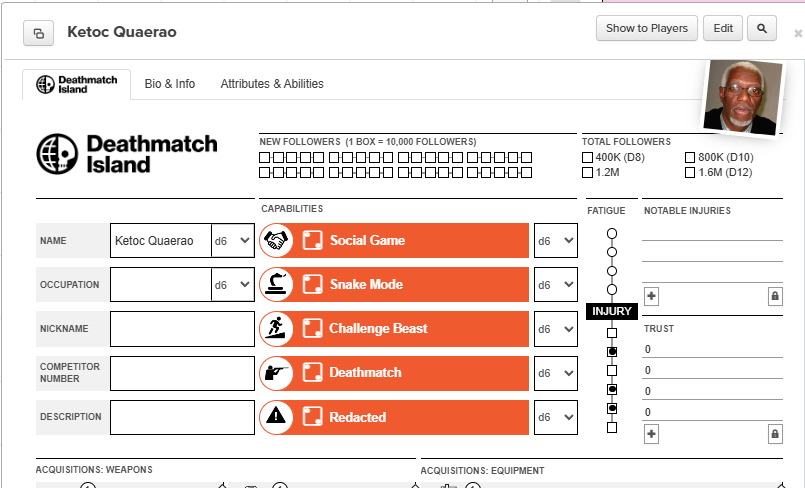 Ketoc Quaerao
Show to Players
Edit
Deathmatch Island
Bio & Info
Attributes & Abilities
Deathmatch
Island
NEW FOLLOWERS (1 BOX = 10,000 FOLLOWERS)
TOTAL FOLLOWERS
400K (D8)
800K (D10)
1.2M
1.6M (D12)
NAME
Ketoc Quaerao
d6
OCCUPATION
d6
NICKNAME
COMPETITOR
NUMBER
DESCRIPTION
CAPABILITIES
Social Game
d6
Snake Mode
d6
Challenge Beast
d6
Deathmatch
d6
Redacted
d6
FATIGUE
INJURY
NOTABLE INJURIES
TRUST
0
0
0
0
ACQUISITIONS: WEAPONS
ACQUISITIONS: EQUIPMENT